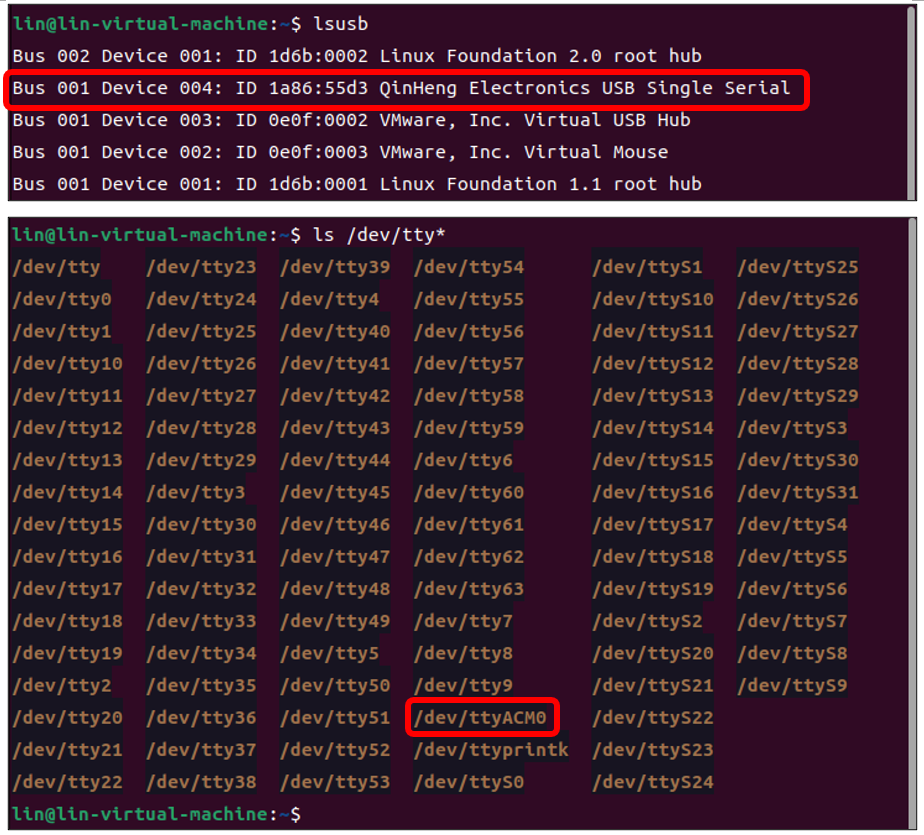 lin@lin-virtual-machine:~$ lsusb
Bus 002 Device 001: ID 1d6b:0002 Linux Foundation 2.0 root hub
Bus 001 Device 004: ID 1a86:55d3 QinHeng Electronics USB Single Serial
Bus 001 Device 003: ID 0e0f:0002 VMware, Inc. Virtual USB Hub
Bus 001 Device 002: ID 0e0f:0003 VMware, Inc. Virtual Mouse
Bus 001 Device 001: ID 1d6b:0001 Linux Foundation 1.1 root hub
lin@lin-virtual-machine:~$ ls /dev/tty*
/dev/tty /dev/tty23 /dev/tty39 /dev/tty54 /dev/ttyS1 /dev/ttyS25
/dev/tty0 /dev/tty24 /dev/tty4 /dev/tty55 /dev/ttyS10 /dev/ttyS26
/dev/tty1 /dev/tty25 /dev/tty40 /dev/tty56 /dev/ttyS11 /dev/ttyS27
/dev/tty10 /dev/tty26 /dev/tty41 /dev/tty57 /dev/ttyS12 /dev/ttyS28
/dev/tty11 /dev/tty27 /dev/tty42 /dev/tty58 /dev/ttyS13 /dev/ttyS29
/dev/tty12 /dev/tty28 /dev/tty43 /dev/tty59 /dev/ttyS14 /dev/ttyS3
/dev/tty13 /dev/tty29 /dev/tty44 /dev/tty6 /dev/ttyS15 /dev/ttyS30
/dev/tty14 /dev/tty3 /dev/tty45 /dev/tty60 /dev/ttyS16 /dev/ttyS31
/dev/tty15 /dev/tty30 /dev/tty46 /dev/tty61 /dev/ttyS17 /dev/ttyS4
/dev/tty16 /dev/tty31 /dev/tty47 /dev/tty62 /dev/ttyS18 /dev/ttyS5
/dev/tty17 /dev/tty32 /dev/tty48 /dev/tty63 /dev/ttyS19 /dev/ttyS6
/dev/tty18 /dev/tty33 /dev/tty49 /dev/tty7 /dev/ttyS2 /dev/ttyS7
/dev/tty19 /dev/tty34 /dev/tty5 /dev/tty8 /dev/ttyS20 /dev/ttyS8
/dev/tty2 /dev/tty35 /dev/tty50 /dev/tty9 /dev/ttyS21 /dev/ttyS9
/dev/tty20 /dev/tty36 /dev/tty51 /dev/ttyACM0 /dev/ttyS22
/dev/tty21 /dev/tty37 /dev/tty52 /dev/ttyprintk /dev/ttyS23
/dev/tty22 /dev/tty38 /dev/tty53 /dev/ttyS0 /dev/ttyS24
lin@lin-virtual-machine:~$